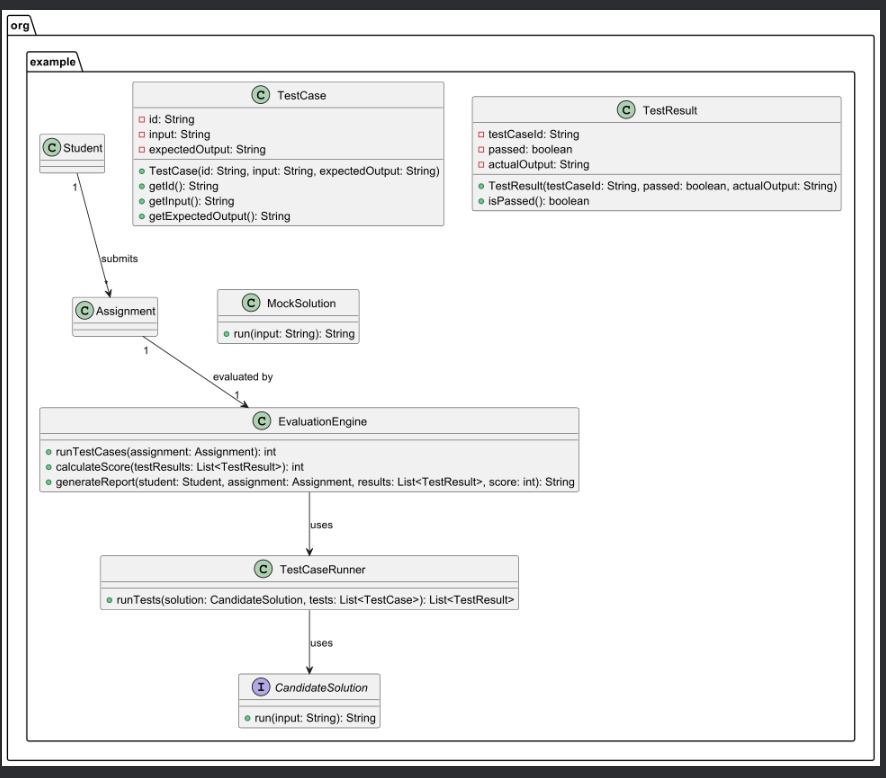 org
example
C TestCase
id: String
input: String
expectedOutput: String
TestCase(id: String, input: String, expectedOutput: String)
getId(): String
getInput(): String
getExpectedOutput(): String
C TestResult
testCaseId: String
passed: boolean
actualOutput: String
TestResult(testCaseId: String, passed: boolean, actualOutput: String)
isPassed(): boolean
C Student
1
submits
*
C Assignment
C MockSolution
run(input: String): String
1
evaluated by
1
C EvaluationEngine
runTestCases(assignment: Assignment): int
calculateScore(testResults: List<TestResult>): int
generateReport(student: Student, assignment: Assignment, results: List<TestResult>, score: int): String
uses
C TestCaseRunner
runTests(solution: CandidateSolution, tests: List<TestCase>): List<TestResult>
uses
I CandidateSolution
run(input: String): String